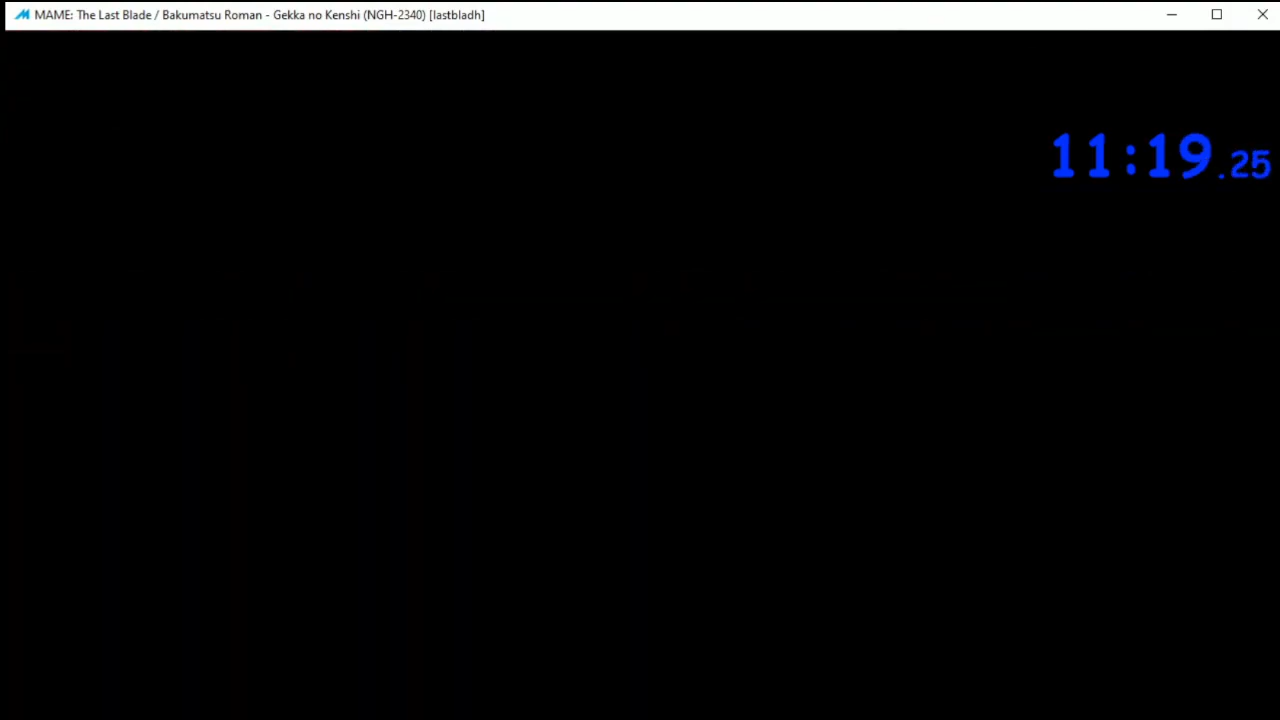 MAME: The Last Blade / Bakumatsu Roman - Gekka no Kenshi (NGH-2340) [lastbladh]
11:19.25